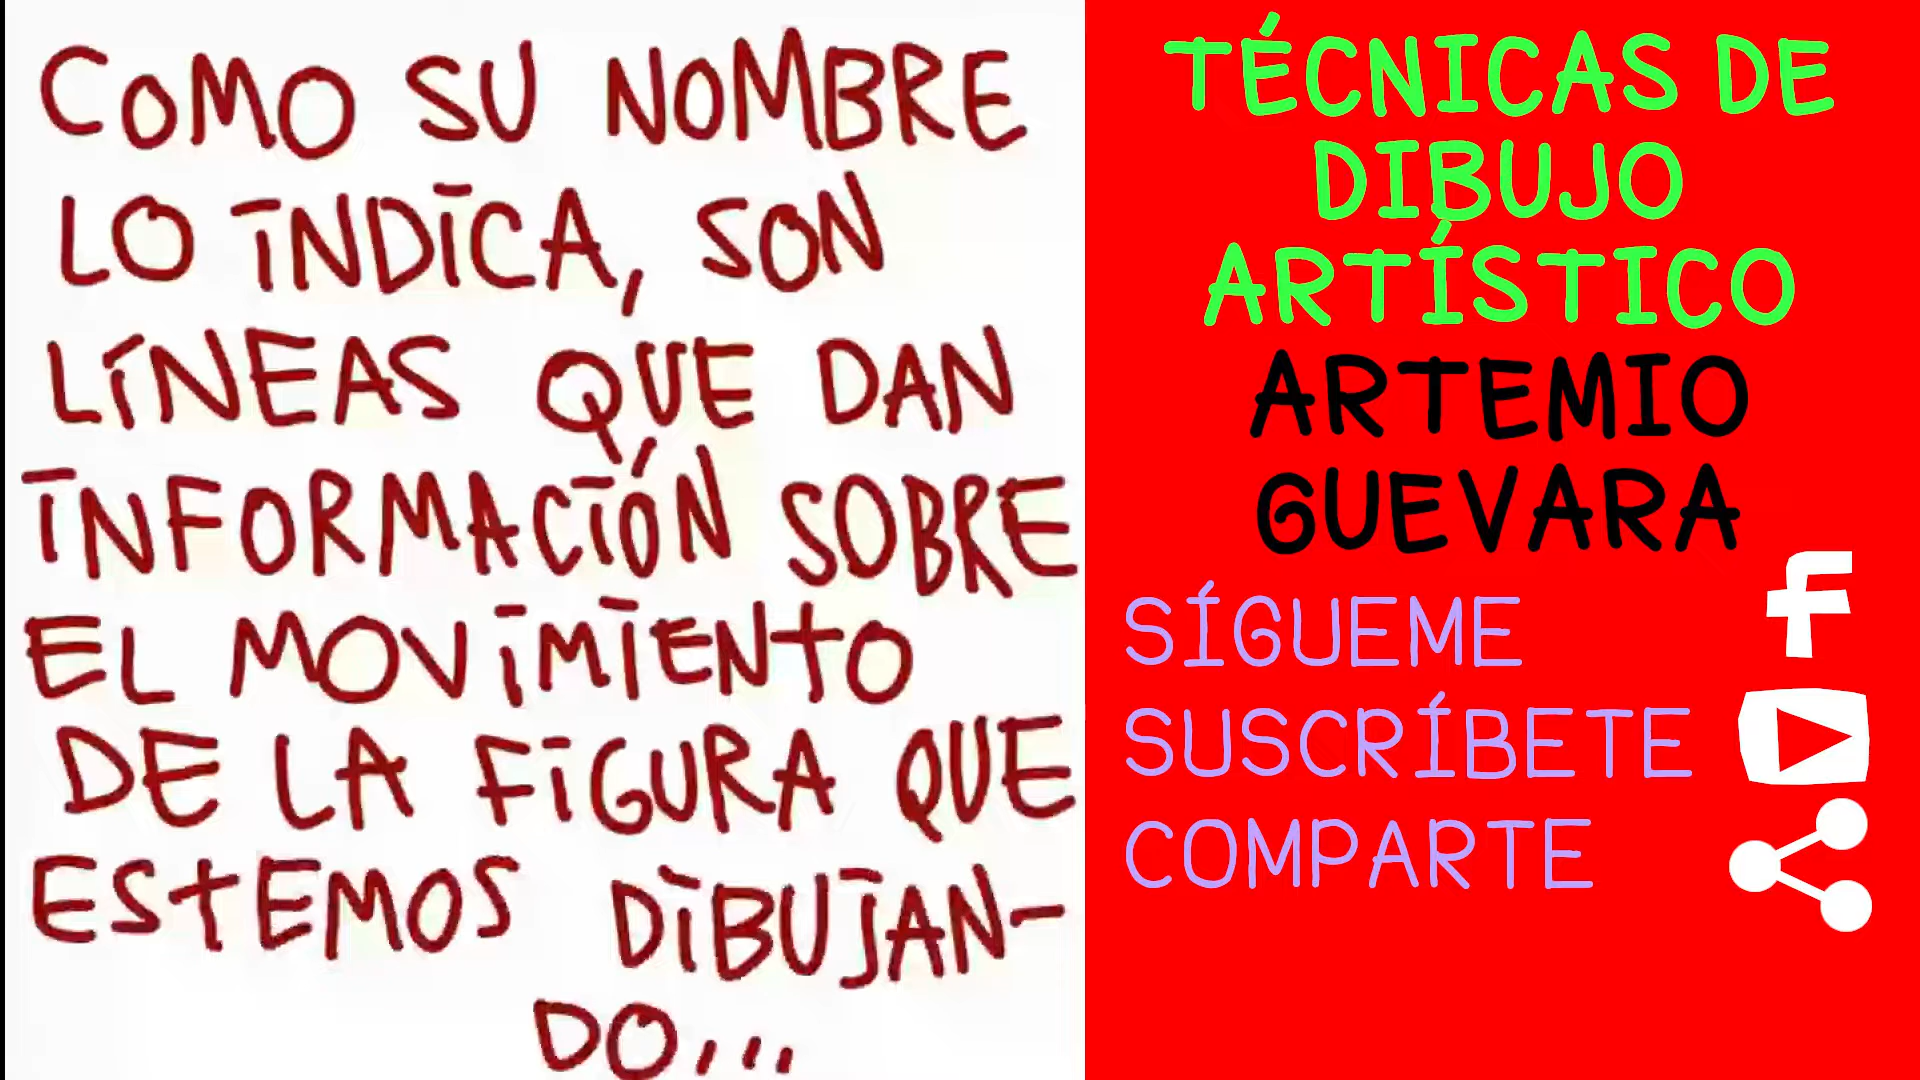 COMO SU NOMBRE
LO INDICA, SON
LÍNEAS QUE DAN
INFORMACIÓN SOBRE
EL MOVIMIENTO
DE LA FIGURA QUE
ESTEMOS DIBUJAN-
DO...
TÉCNICAS DE
DIBUJO
ARTÍSTICO
ARTEMIO
GUEVARA
SÍGUEME
SUSCRÍBETE
COMPARTE